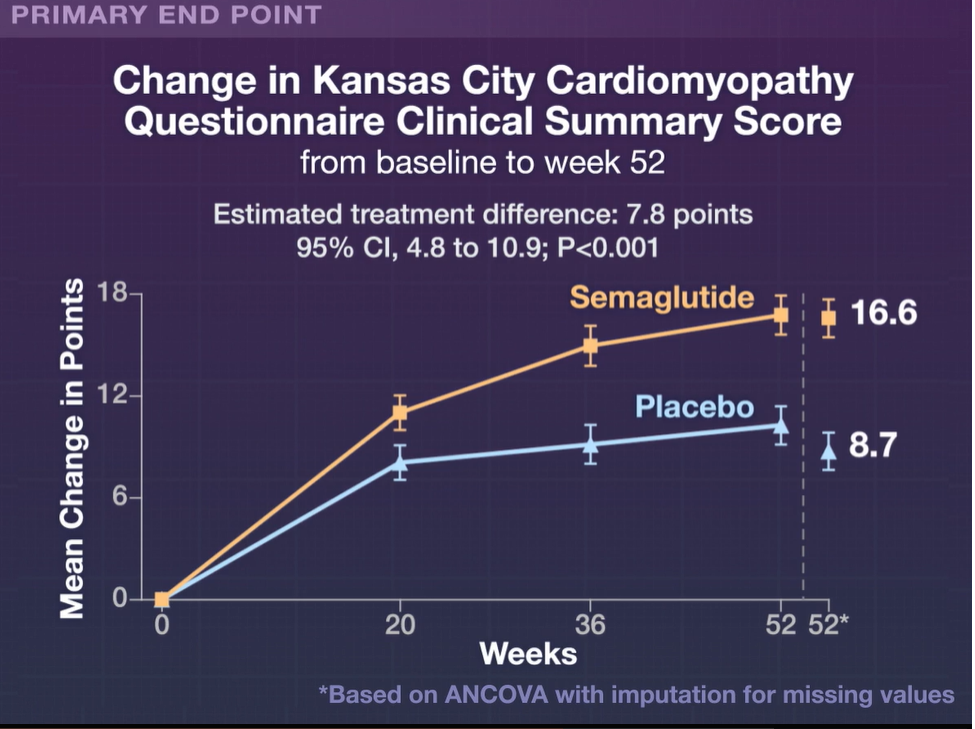 PRIMARY END POINT
Change in Kansas City Cardiomyopathy
Questionnaire Clinical Summary Score
from baseline to week 52
Estimated treatment difference: 7.8 points
95% CI, 4.8 to 10.9; P<0.001
Mean Change in Points
18
12
6
0
Semaglutide
Placebo
16.6
8.7
0 20 36 52 52*
Weeks
*Based on ANCOVA with imputation for missing values